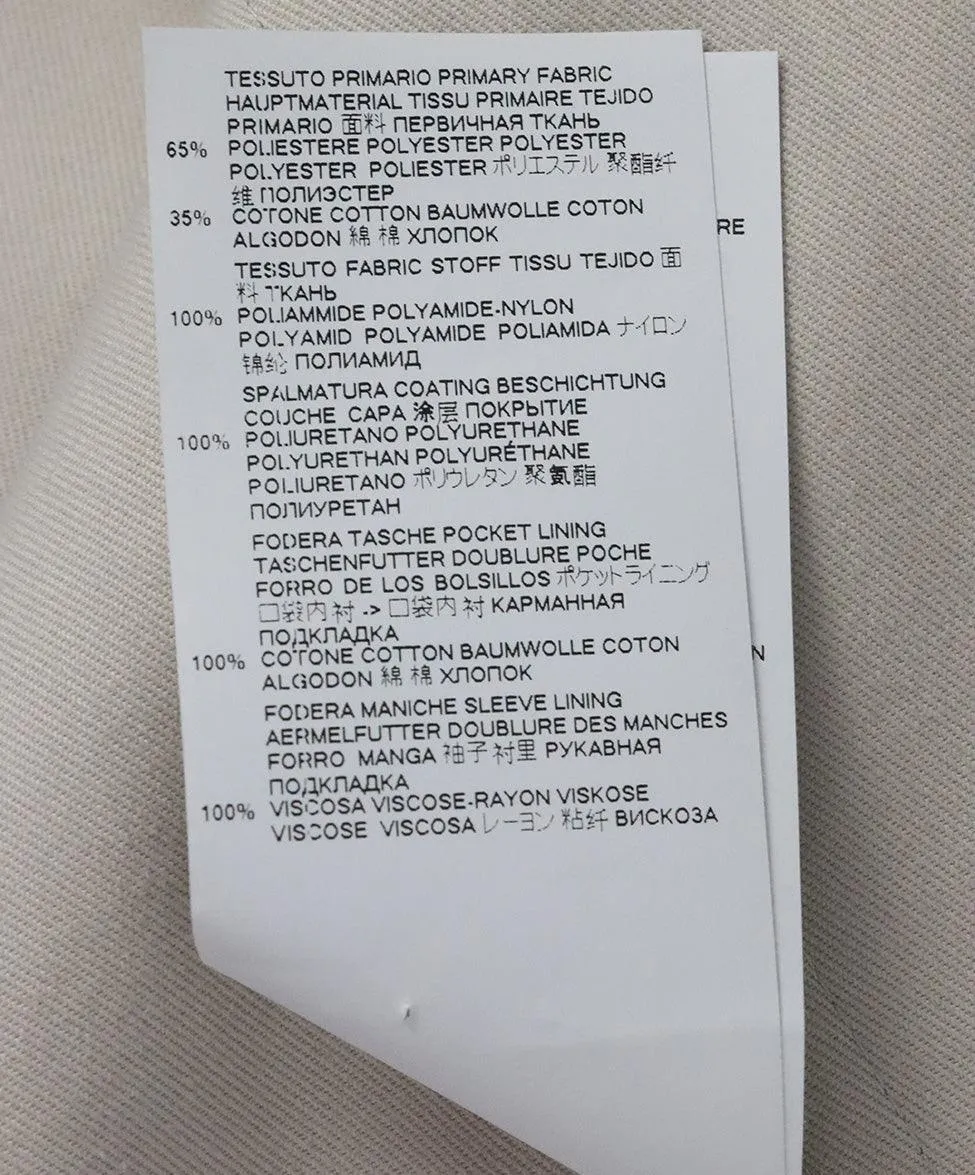 TESSUTO PRIMARIO PRIMARY FABRIC
HAUPTMATERIAL TISSU PRIMAIRE TEJIDO
PRIMARIO 面料 ПЕРВИЧНАЯ ТКАНЬ
65% POLIESTERE POLYESTER POLYESTER
POLYESTER POLIESTER ポリエステル 聚酯纤
维 ПОЛИЭСТЕР
35% COTONE COTTON BAUMWOLLE COTON
ALGODON 綿 棉 ХЛОПОК
TESSUTO FABRIC STOFF TISSU TEJIDO 面
料 ТКАНЬ
100% POLIAMMIDE POLYAMIDE-NYLON
POLYAMID POLYAMIDE POLIAMIDA ナイロン
锦纶 ПОЛИАМИД
SPALMATURA COATING BESCHICHTUNG
COUCHE CAPA 涂层 ПОКРЫТИЕ
100% POLIURETANO POLYURETHANE
POLYURETHAN POLYURÉTHANE
POLIURETANO ポリウレタン 聚氨酯
ПОЛИУРЕТАН
FODERA TASCHE POCKET LINING
TASCHENFUTTER DOUBLURE POCHE
FORRO DE LOS BOLSILLOS ポケットライニング
口袋内衬 -> 口袋内衬 КАРМАННАЯ
ПОДКЛАДКА
100% COTONE COTTON BAUMWOLLE COTON
ALGODON 綿 棉 ХЛОПОК
FODERA MANICHE SLEEVE LINING
AERMELFUTTER DOUBLURE DES MANCHES
FORRO MANGA 袖子衬里 РУКАВНАЯ
ПОДКЛАДКА
100% VISCOSA VISCOSE-RAYON VISKOSE
VISCOSE VISCOSA レーヨン 粘纤 ВИСКОЗА
RE
N